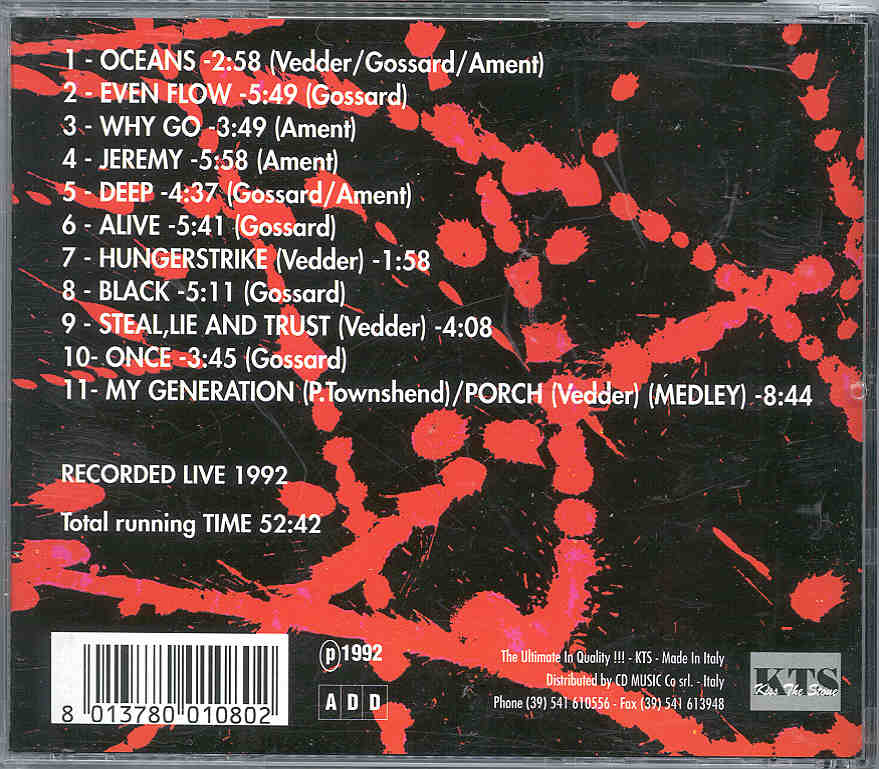 1 - OCEANS -2:58 (Vedder/Gossard/Ament)
2 - EVEN FLOW -5:49 (Gossard)
3 - WHY GO -3:49 (Ament)
4 - JEREMY -5:58 (Ament)
5 - DEEP -4:37 (Gossard/Ament)
6 - ALIVE -5:41 (Gossard)
7 - HUNGERSTRIKE (Vedder) -1:58
8 - BLACK -5:11 (Gossard)
9 - STEAL,LIE AND TRUST (Vedder) -4:08
10- ONCE -3:45 (Gossard)
11- MY GENERATION (P.Townshend)/PORCH (Vedder) (MEDLEY) -8:44
RECORDED LIVE 1992
Total running TIME 52:42
8 013780 010802
℗1992
A D D
The Ultimate In Quality !!! - KTS - Made In Italy
Distributed by CD MUSIC Co srl. - Italy
Phone (39) 541 610556 - Fax (39) 541 613948
KTS
Kiss The Stone